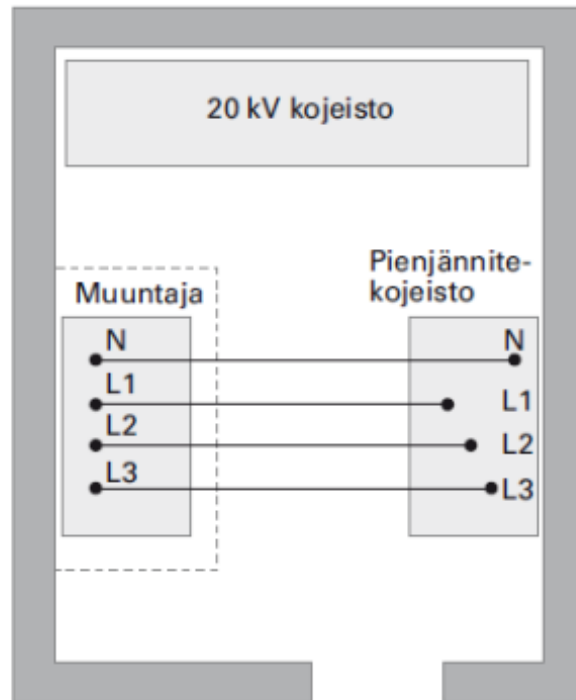 20 kV kojeisto
Pienjännite-
kojeisto
Muuntaja
N
N
L1
L1
L2
L2
L3
L3